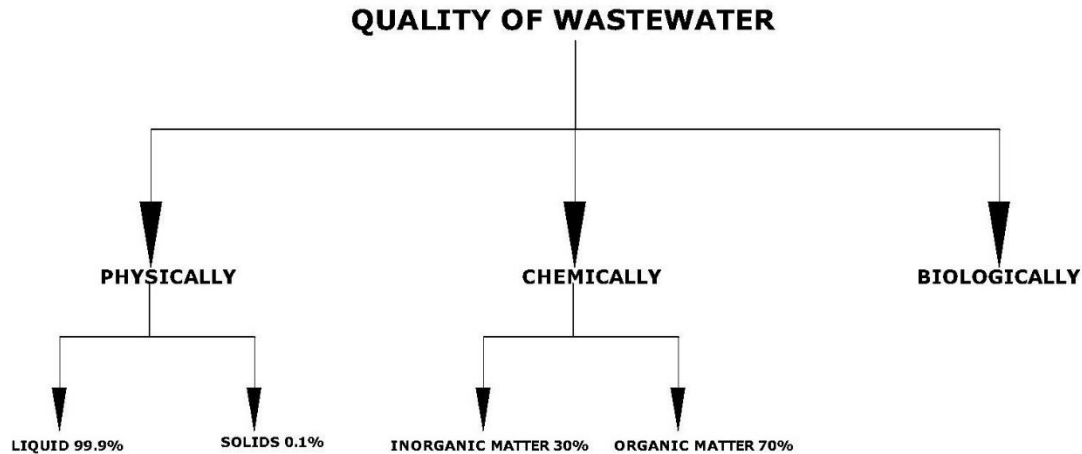 QUALITY OF WASTEWATER
PHYSICALLY
CHEMICALLY
BIOLOGICALLY
LIQUID 99.9%
SOLIDS 0.1%
INORGANIC MATTER 30%
ORGANIC MATTER 70%